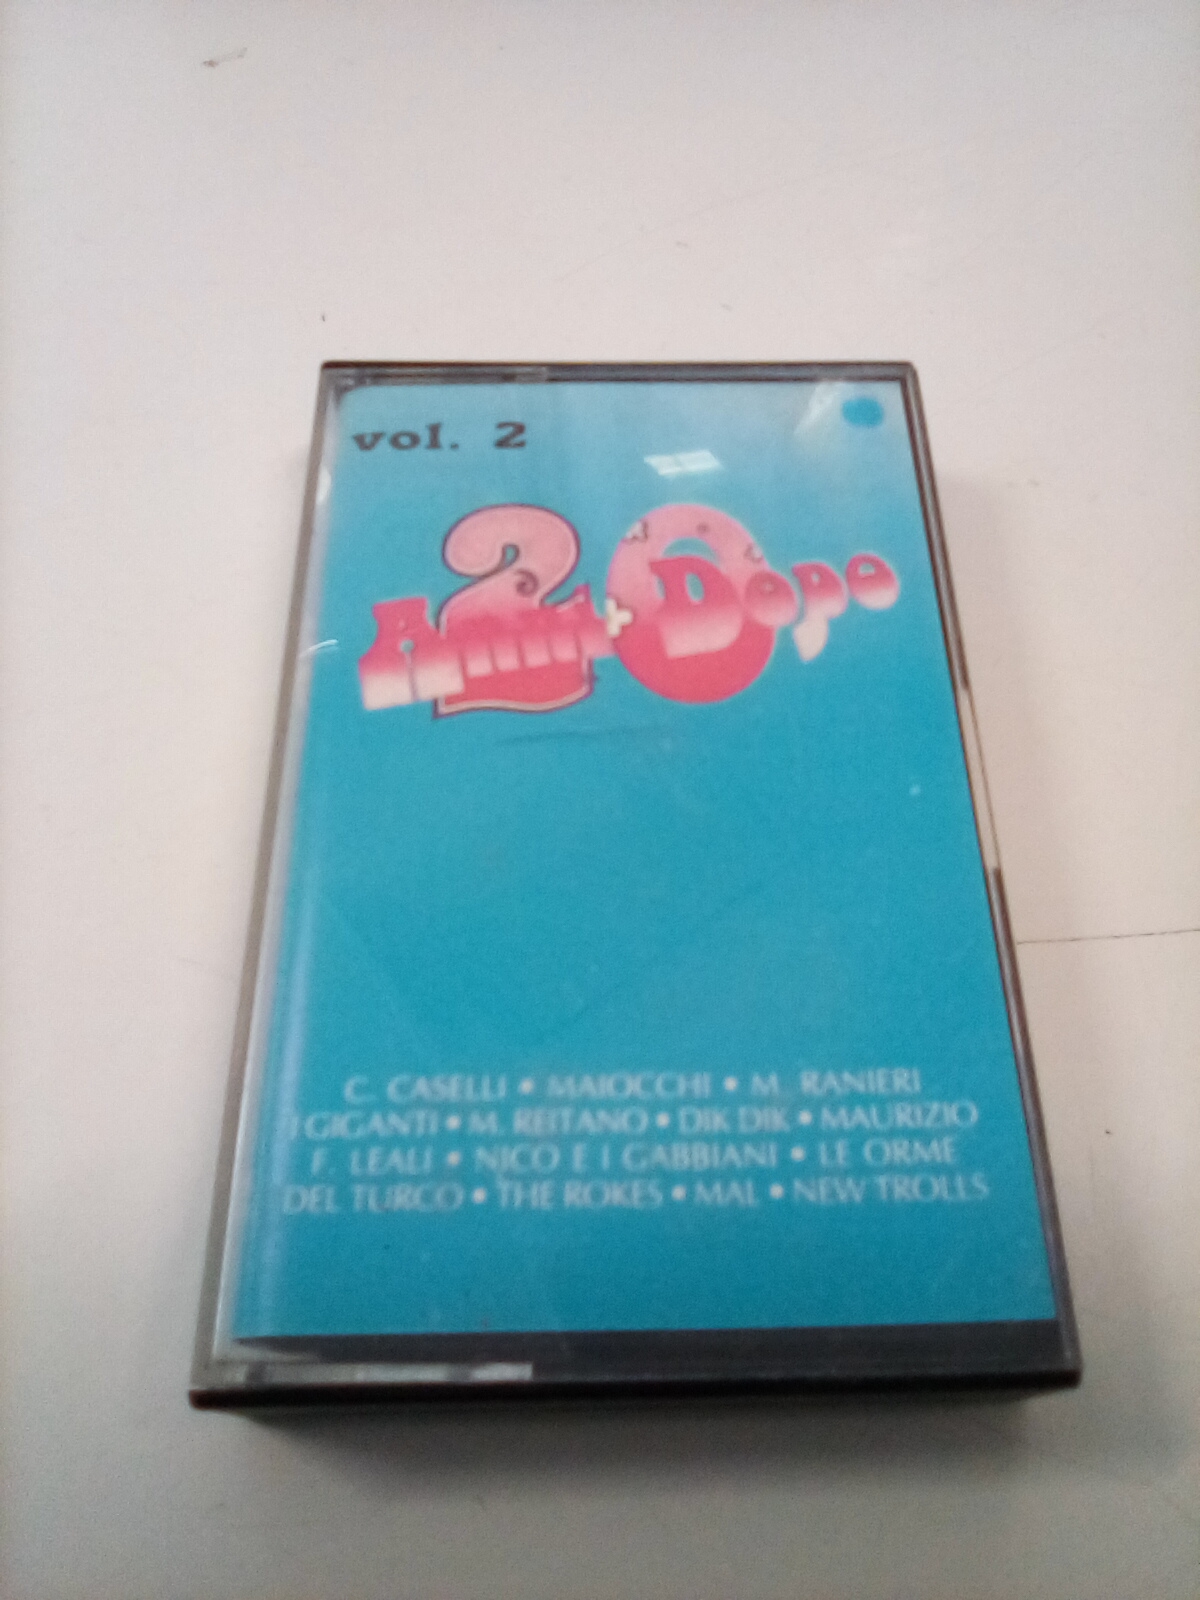 vol. 2
20 Anni Dopo
C. CASELLI • MAIOCCHI • M. RANIERI
I GIGANTI • M. REITANO • DIK DIK • MAURIZIO
F. LEALI • NICO E I GABBIANI • LE ORME
DEL TURCO • THE ROKES • MAL • NEW TROLLS